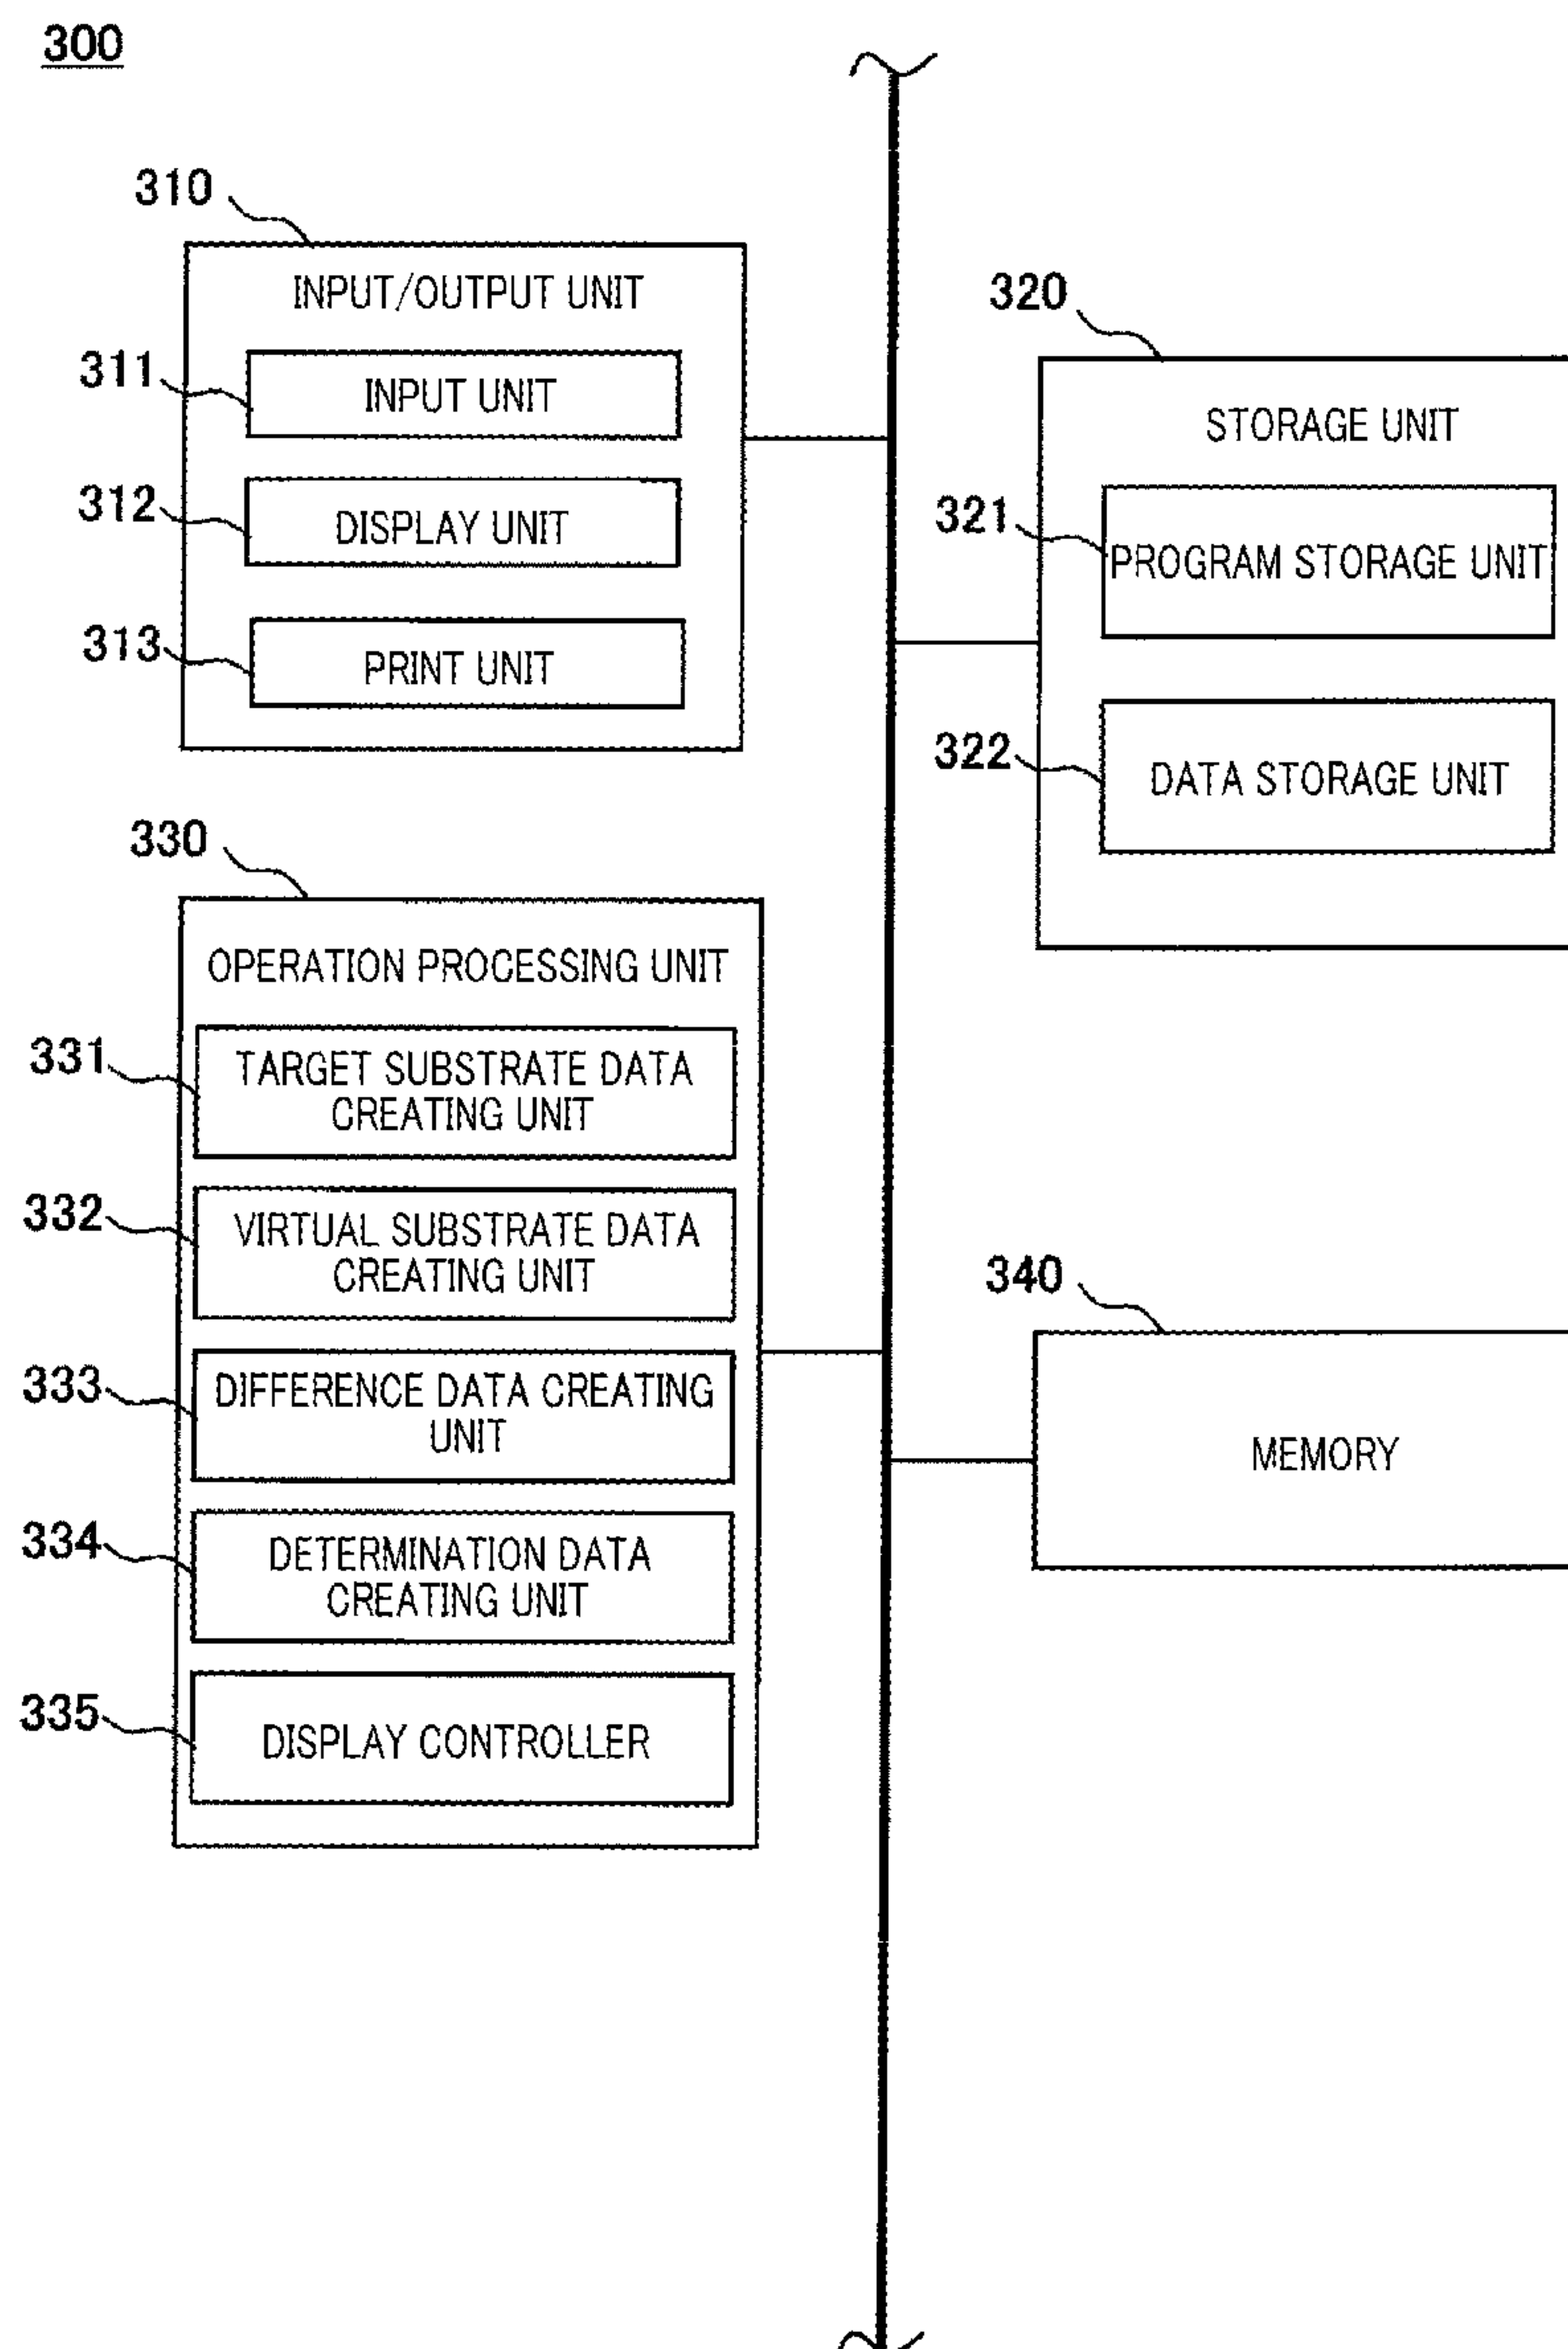 300
310
INPUT/OUTPUT UNIT
311
INPUT UNIT
312
DISPLAY UNIT
313
PRINT UNIT
320
STORAGE UNIT
321
PROGRAM STORAGE UNIT
322
DATA STORAGE UNIT
330
OPERATION PROCESSING UNIT
331
TARGET SUBSTRATE DATA
CREATING UNIT
332
VIRTUAL SUBSTRATE DATA
CREATING UNIT
333
DIFFERENCE DATA CREATING
UNIT
334
DETERMINATION DATA
CREATING UNIT
335
DISPLAY CONTROLLER
340
MEMORY